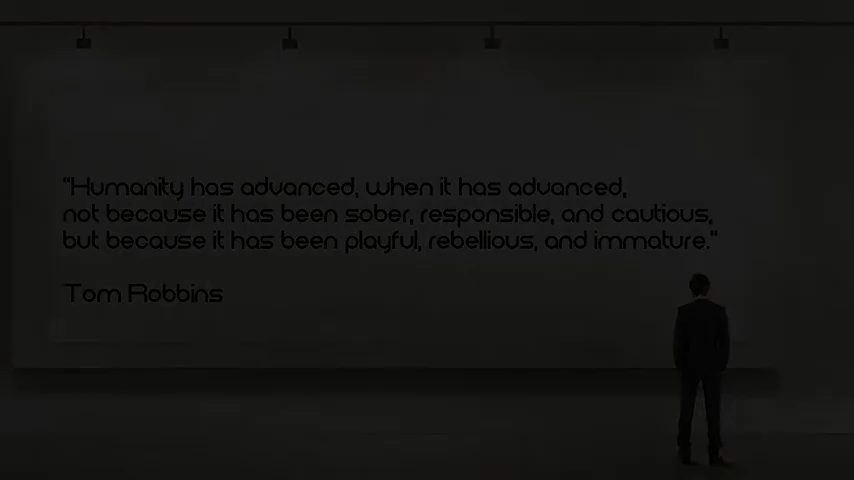 "Humanity has advanced, when it has advanced,
not because it has been sober, responsible, and cautious,
but because it has been playful, rebellious, and immature."
Tom Robbins